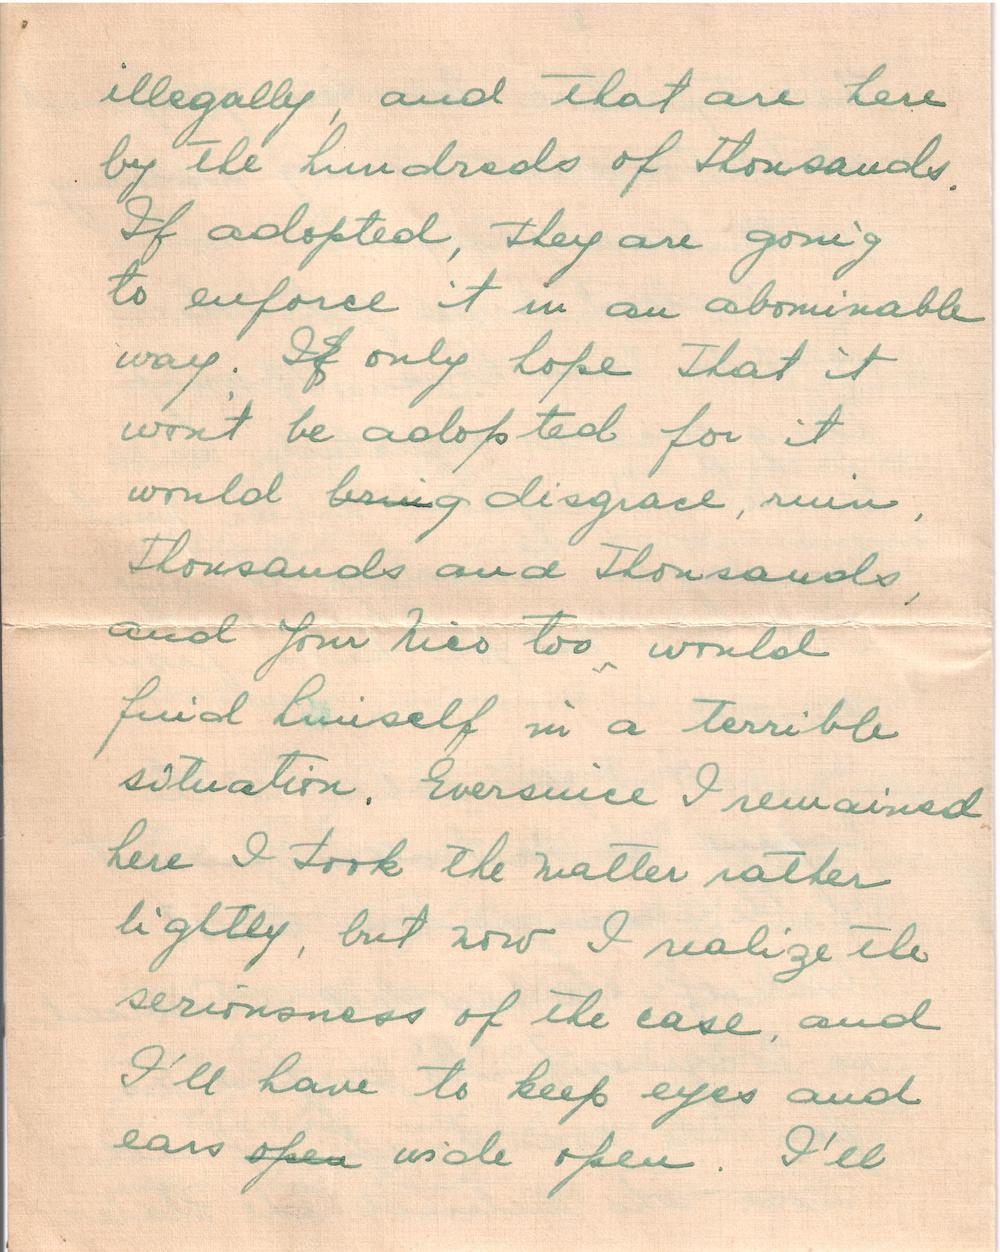 illegally, and that are here
by the hundreds of thousands.
If adopted, they are going
to enforce it in an abominable
way. If only hope that it
won't be adopted for it
would bring disgrace, ruin,
thousands and thousands,
and your Nico too would
find himself in a terrible
situation. Eversince I remained
here I took the matter rather
lightly, but now I realize the
seriousness of the case, and
I'll have to keep eyes and
ears open wide open. I'll